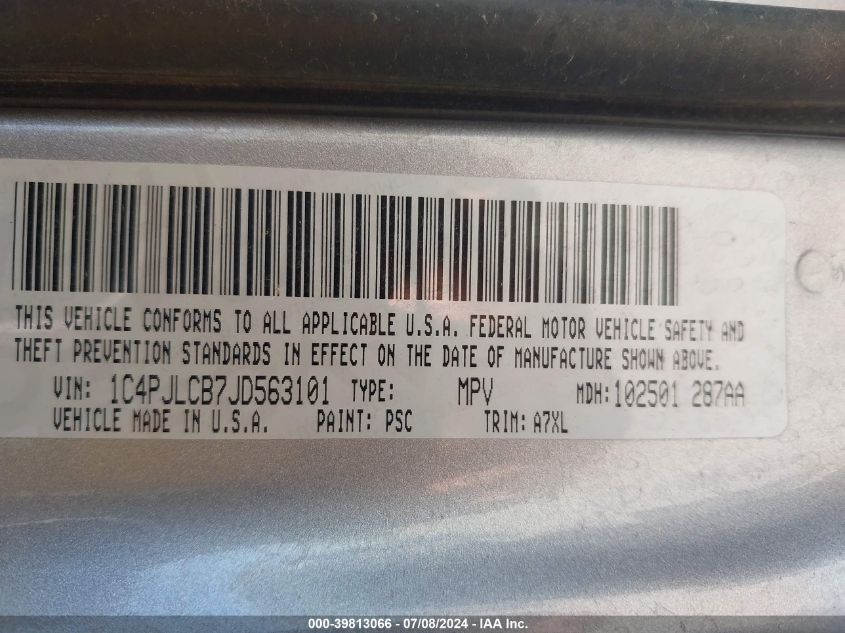 THIS VEHICLE CONFORMS TO ALL APPLICABLE U.S.A. FEDERAL MOTOR VEHICLE SAFETY AND
THEFT PREVENTION STANDARDS IN EFFECT ON THE DATE OF MANUFACTURE SHOWN ABOVE.
VIN: 1C4PJLCB7JD563101 TYPE: MPV MDH: 102501 287AA
VEHICLE MADE IN U.S.A. PAINT: PSC TRIM: A7XL
000-39813066 - 07/08/2024 - IAA Inc.